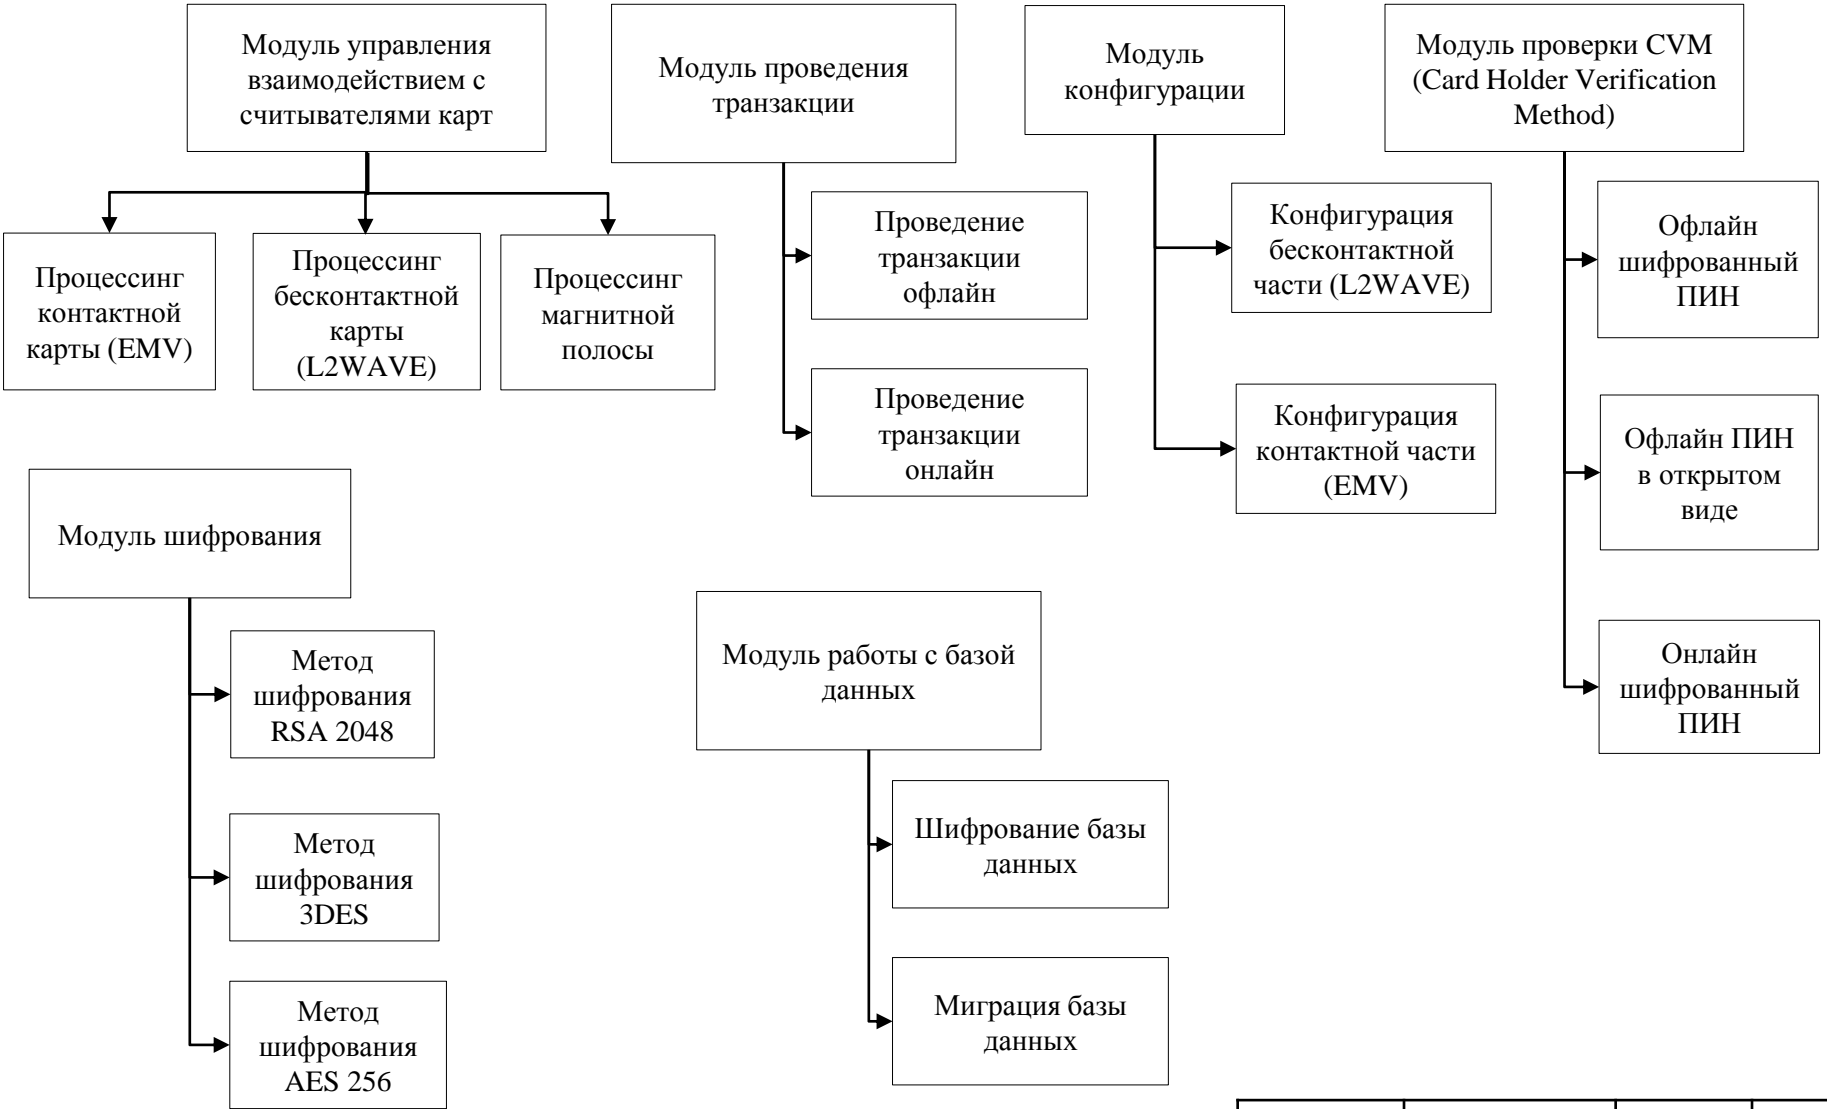 Модуль управления
взаимодействием с
считывателями карт
Модуль проведения
транзакции
Модуль
конфигурации
Модуль проверки CVM
(Card Holder Verification
Method)
Процессинг
контактной
карты (EMV)
Процессинг
бесконтактной
карты
(L2WAVE)
Процессинг
магнитной
полосы
Проведение
транзакции
офлайн
Проведение
транзакции
онлайн
Конфигурация
бесконтактной
части (L2WAVE)
Конфигурация
контактной части
(EMV)
Офлайн
шифрованный
ПИН
Офлайн ПИН
в открытом
виде
Онлайн
шифрованный
ПИН
Модуль шифрования
Метод
шифрования
RSA 2048
Метод
шифрования
3DES
Метод
шифрования
AES 256
Модуль работы с базой
данных
Шифрование базы
данных
Миграция базы
данных